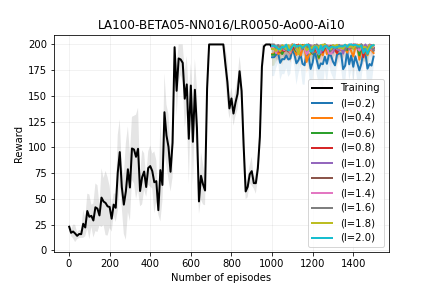 LA100-BETA05-NN016/LR0050-Ao00-Ai10
Reward
200
175
150
125
100
75
50
25
0
Training
(l=0.2)
(l=0.4)
(l=0.6)
(l=0.8)
(l=1.0)
(l=1.2)
(l=1.4)
(l=1.6)
(l=1.8)
(l=2.0)
0 200 400 600 800 1000 1200 1400
Number of episodes